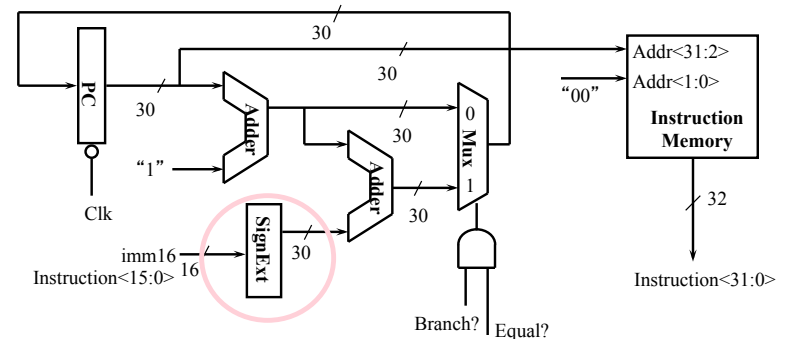 30
30
Addr<31:2>
PC
30
Adder
30
0
Mux
1
“00”
Addr<1:0>
Instruction
Memory
“1”
Adder
30
32
Clk
SignExt
30
imm16
16
Instruction<15:0>
Instruction<31:0>
Branch?
Equal?